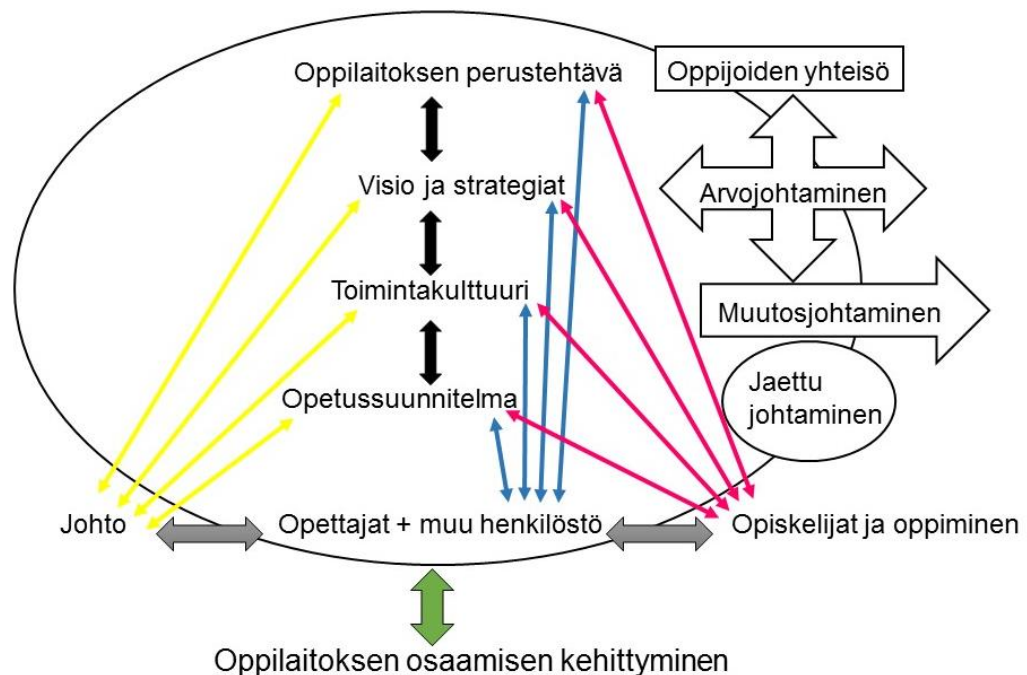 Oppilaitoksen perustehtävä
Oppijoiden yhteisö
Visio ja strategiat
Arvojohtaminen
Toimintakulttuuri
Muutosjohtaminen
Opetussuunnitelma
Jaettu
johtaminen
Johto
Opettajat + muu henkilöstö
Opiskelijat ja oppiminen
Oppilaitoksen osaamisen kehittyminen